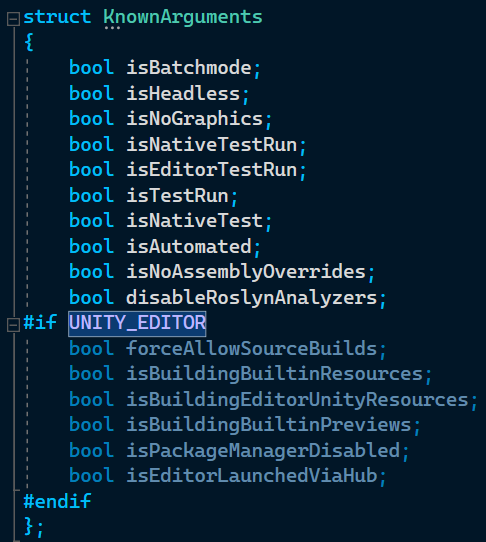 struct KnownArguments
{
    bool isBatchmode;
    bool isHeadless;
    bool isNoGraphics;
    bool isNativeTestRun;
    bool isEditorTestRun;
    bool isTestRun;
    bool isNativeTest;
    bool isAutomated;
    bool isNoAssemblyOverrides;
    bool disableRoslynAnalyzers;
#if UNITY_EDITOR
    bool forceAllowSourceBuilds;
    bool isBuildingBuiltinResources;
    bool isBuildingEditorUnityResources;
    bool isBuildingBuiltinPreviews;
    bool isPackageManagerDisabled;
    bool isEditorLaunchedViaHub;
#endif
};